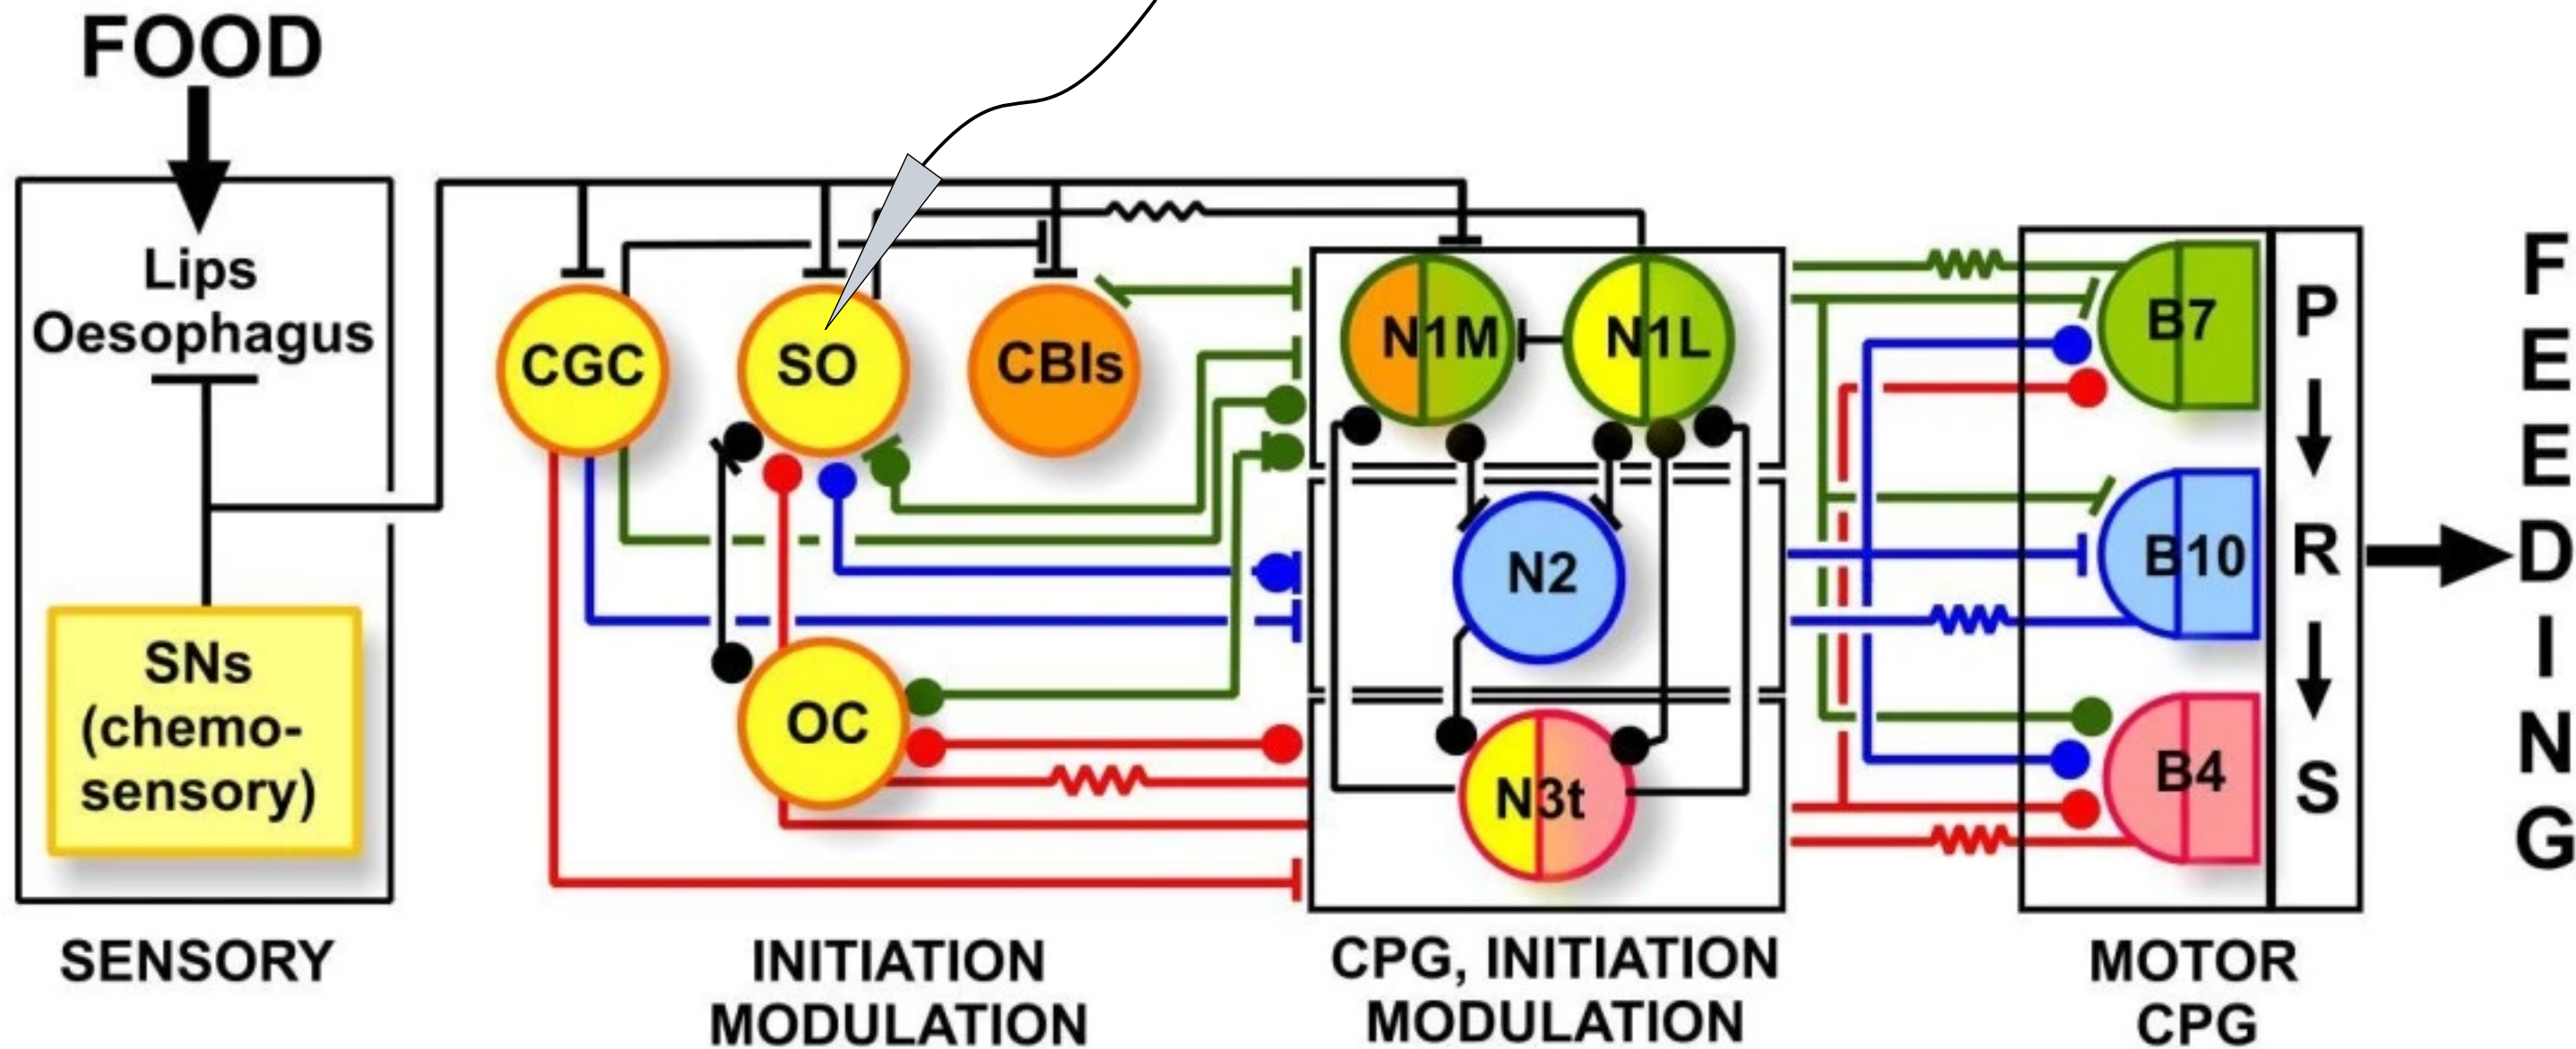 FOOD
Lips
Oesophagus
SNs
(chemo-
sensory)
SENSORY
CGC
SO
CBIs
OC
INITIATION
MODULATION
N1M
N1L
N2
N3t
CPG, INITIATION
MODULATION
B7
B10
B4
P
R
S
MOTOR
CPG
FEEDING